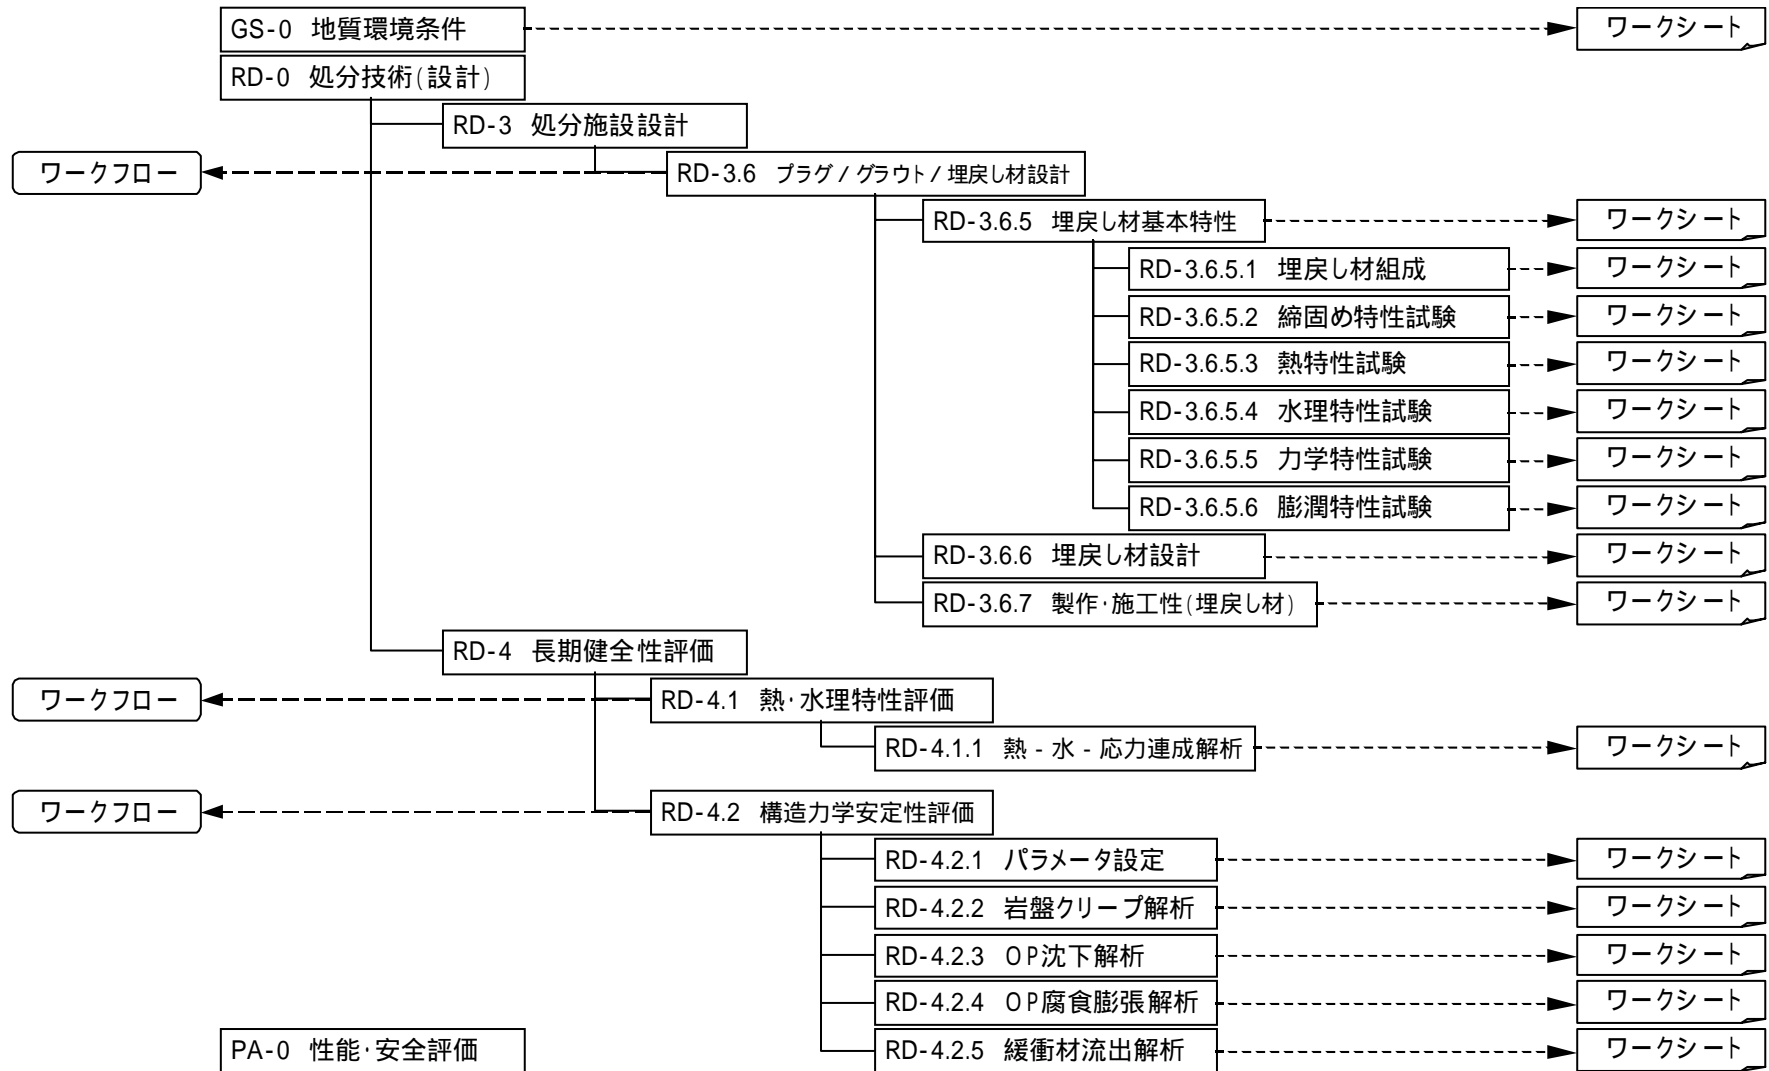 GS-0 地質環境条件
ワークシート
RD-0 処分技術(設計)
RD-3 処分施設設計
ワークフロー
RD-3.6 プラグ / グラウト / 埋戻し材設計
RD-3.6.5 埋戻し材基本特性
ワークシート
RD-3.6.5.1 埋戻し材組成
ワークシート
RD-3.6.5.2 締固め特性試験
ワークシート
RD-3.6.5.3 熱特性試験
ワークシート
RD-3.6.5.4 水理特性試験
ワークシート
RD-3.6.5.5 力学特性試験
ワークシート
RD-3.6.5.6 膨潤特性試験
ワークシート
RD-3.6.6 埋戻し材設計
ワークシート
RD-3.6.7 製作・施工性(埋戻し材)
ワークシート
RD-4 長期健全性評価
ワークフロー
RD-4.1 熱・水理特性評価
RD-4.1.1 熱 - 水 - 応力連成解析
ワークシート
ワークフロー
RD-4.2 構造力学安定性評価
RD-4.2.1 パラメータ設定
ワークシート
RD-4.2.2 岩盤クリープ解析
ワークシート
RD-4.2.3 OP沈下解析
ワークシート
RD-4.2.4 OP腐食膨張解析
ワークシート
PA-0 性能・安全評価
RD-4.2.5 緩衝材流出解析
ワークシート